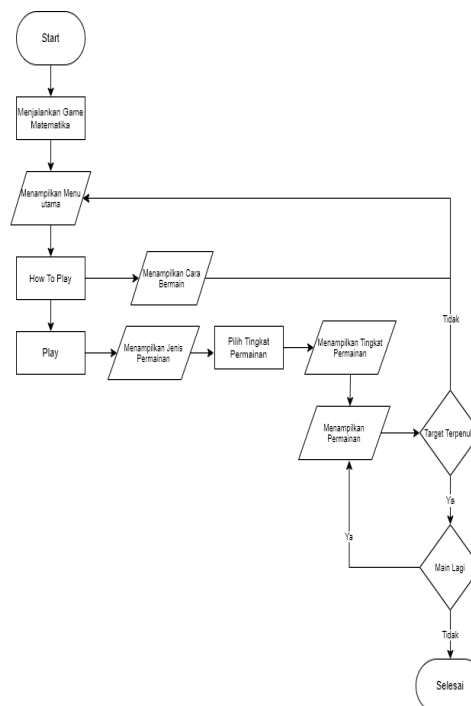 Start
Menjalankan Game
Matematika
Menampilkan Menu
utama
How To Play
Menampilkan Cara
Bermain
Tidak
Play
Menampilkan Jenis
Permainan
Pilih Tingkat
Permainan
Menampilkan Tingkat
Permainan
Menampilkan
Permainan
Target Terpenuhi
Ya
Ya
Main Lagi
Tidak
Selesai